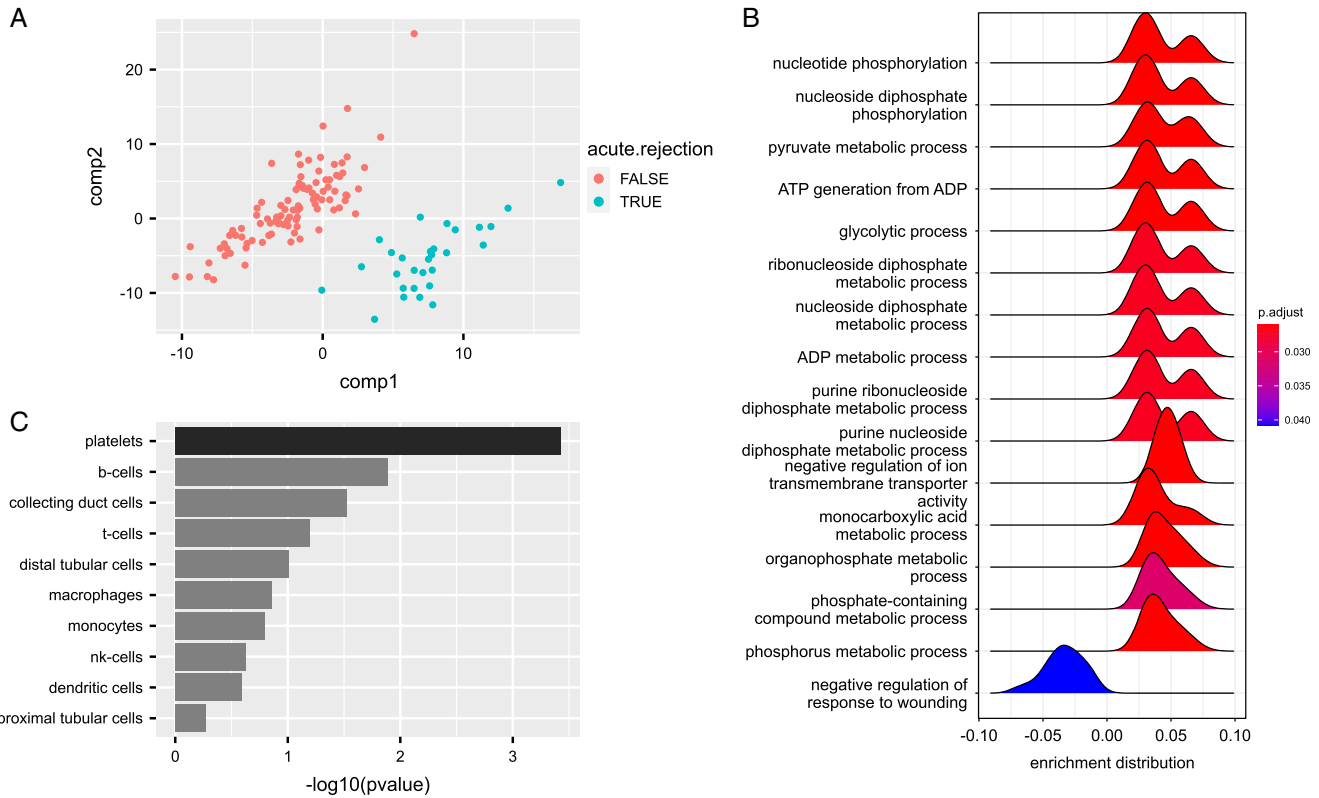 A
20
10
0
-10
comp2
-10
0
10
comp1
acute.rejection
FALSE
TRUE
B
nucleotide phosphorylation
nucleoside diphosphate
phosphorylation
pyruvate metabolic process
ATP generation from ADP
glycolytic process
ribonucleoside diphosphate
metabolic process
nucleoside diphosphate
metabolic process
ADP metabolic process
purine ribonucleoside
diphosphate metabolic process
purine nucleoside
diphosphate metabolic process
negative regulation of ion
transmembrane transporter
activity
monocarboxylic acid
metabolic process
organophosphate metabolic
process
phosphate-containing
compound metabolic process
phosphorus metabolic process
negative regulation of
response to wounding
-0.10
-0.05
0.00
0.05
0.10
enrichment distribution
p.adjust
0.030
0.035
0.040
C
platelets
b-cells
collecting duct cells
t-cells
distal tubular cells
macrophages
monocytes
nk-cells
dendritic cells
proximal tubular cells
0
1
2
3
-log10(pvalue)